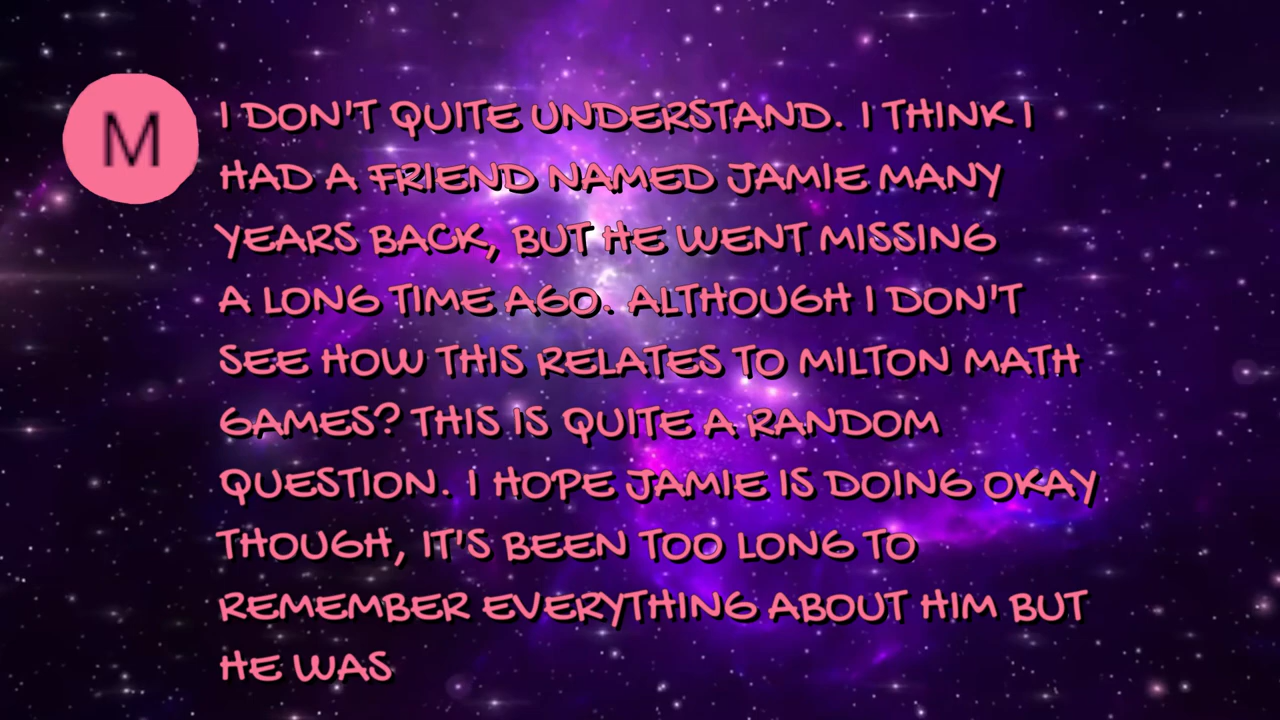 M
I DON'T QUITE UNDERSTAND. I THINK I
HAD A FRIEND NAMED JAMIE MANY
YEARS BACK, BUT HE WENT MISSING
A LONG TIME AGO. ALTHOUGH I DON'T
SEE HOW THIS RELATES TO MILTON MATH
GAMES? THIS IS QUITE A RANDOM
QUESTION. I HOPE JAMIE IS DOING OKAY
THOUGH, IT'S BEEN TOO LONG TO
REMEMBER EVERYTHING ABOUT HIM BUT
HE WAS